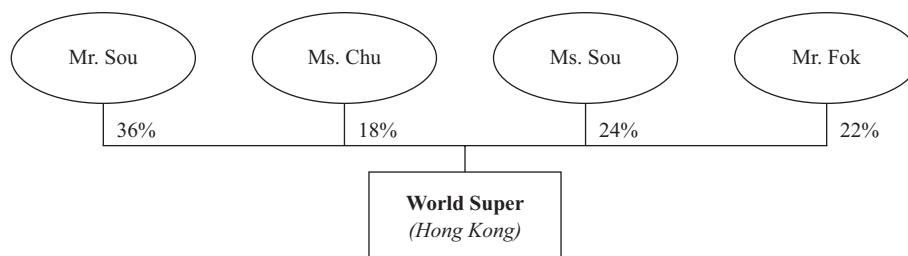 Mr. Sou
Ms. Chu
Ms. Sou
Mr. Fok
36%
18%
24%
22%
World Super
(Hong Kong)